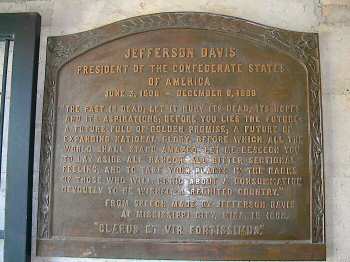 JEFFERSON DAVIS
PRESIDENT OF THE CONFEDERATE STATES
OF AMERICA
JUNE 3, 1808 - DECEMBER 6, 1889
THE PAST IS DEAD; LET IT BURY ITS DEAD, ITS HOPES
AND ITS ASPIRATIONS; BEFORE YOU LIES THE FUTURE-
A FUTURE FULL OF GOLDEN PROMISE, A FUTURE OF
EXPANDING NATIONAL GLORY, BEFORE WHICH ALL THE
WORLD SHALL STAND AMAZED. LET ME BESEECH YOU
TO LAY ASIDE ALL RANCOR, ALL BITTER SECTIONAL
FEELING, AND TO TAKE YOUR PLACES IN THE RANKS
OF THOSE WHO WILL BRING ABOUT A CONSUMMATION
DEVOUTLY TO BE WISHED-A REUNITED COUNTRY."
FROM SPEECH MADE BY JEFFERSON DAVIS
AT MISSISSIPPI CITY, MISS. IN 1888.
"CLARUS ET VIR FORTISSIMUS."